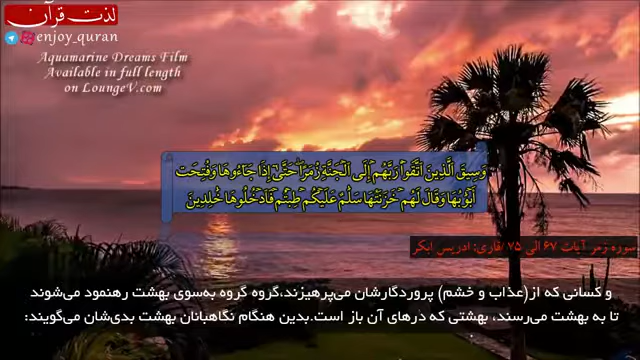 لذت قرآن
enjoy_quran
Aquamarine Dreams Film
Available in full length
on LoungeV.com
وَسِيقَ الَّذِينَ اتَّقَوْا رَبَّهُمْ إِلَى الْجَنَّةِ زُمَرًا ۖ حَتَّىٰ إِذَا جَاءُوهَا وَفُتِحَتْ
أَبْوَابُهَا وَقَالَ لَهُمْ خَزَنَتُهَا سَلَامٌ عَلَيْكُمْ طِبْتُمْ فَادْخُلُوهَا خَالِدِينَ
سوره زمر آیات ۶۷ الی ۷۵ /قاری: ادریس ابکر
و کسانی که از(عذاب و خشم) پروردگارشان می‌پرهیزند،گروه گروه به‌سوی بهشت رهنمود می‌شوند
تا به بهشت می‌رسند، بهشتی که درهای آن باز است.بدین هنگام نگاهبانان بهشت بدی‌شان می‌گویند: